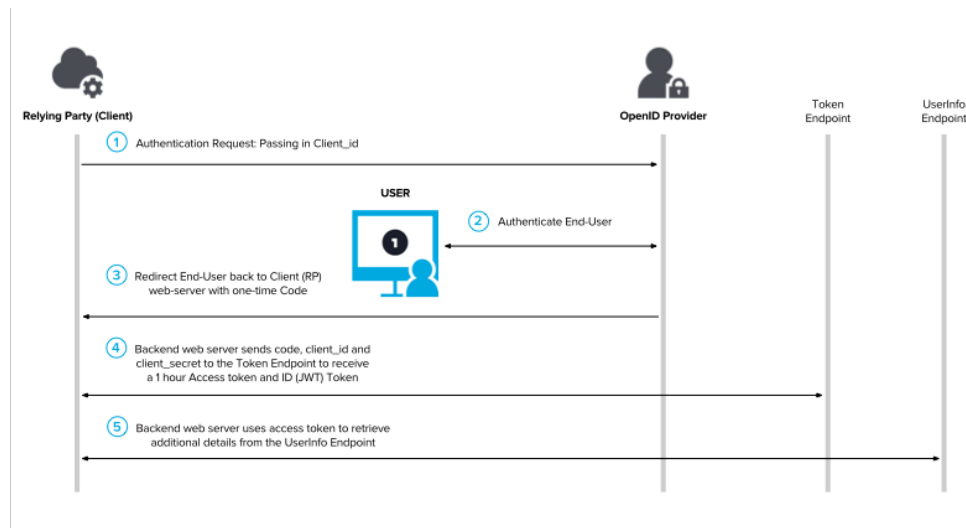 Relying Party (Client)
OpenID Provider
Token
Endpoint
UserInfo
Endpoint
1 Authentication Request: Passing in Client_id
USER
1
2 Authenticate End-User
3 Redirect End-User back to Client (RP)
web-server with one-time Code
4 Backend web server sends code, client_id and
client_secret to the Token Endpoint to receive
a 1 hour Access token and ID (JWT) Token
5 Backend web server uses access token to retrieve
additional details from the UserInfo Endpoint